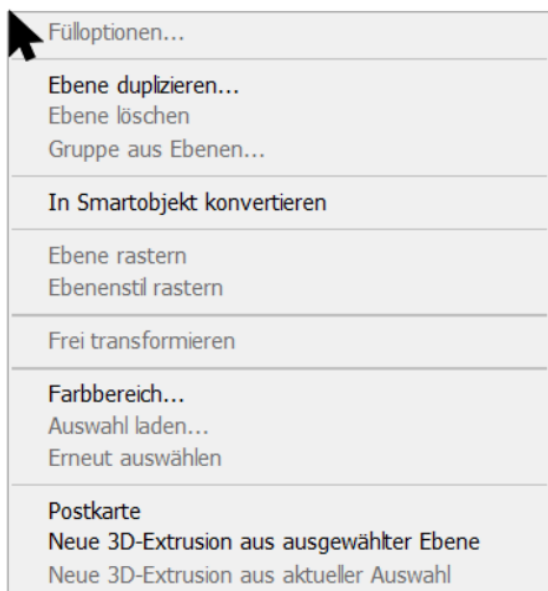 Fülloptionen...
Ebene duplizieren...
Ebene löschen
Gruppe aus Ebenen...
In Smartobjekt konvertieren
Ebene rastern
Ebenenstil rastern
Frei transformieren
Farbbereich...
Auswahl laden...
Erneut auswählen
Postkarte
Neue 3D-Extrusion aus ausgewählter Ebene
Neue 3D-Extrusion aus aktueller Auswahl